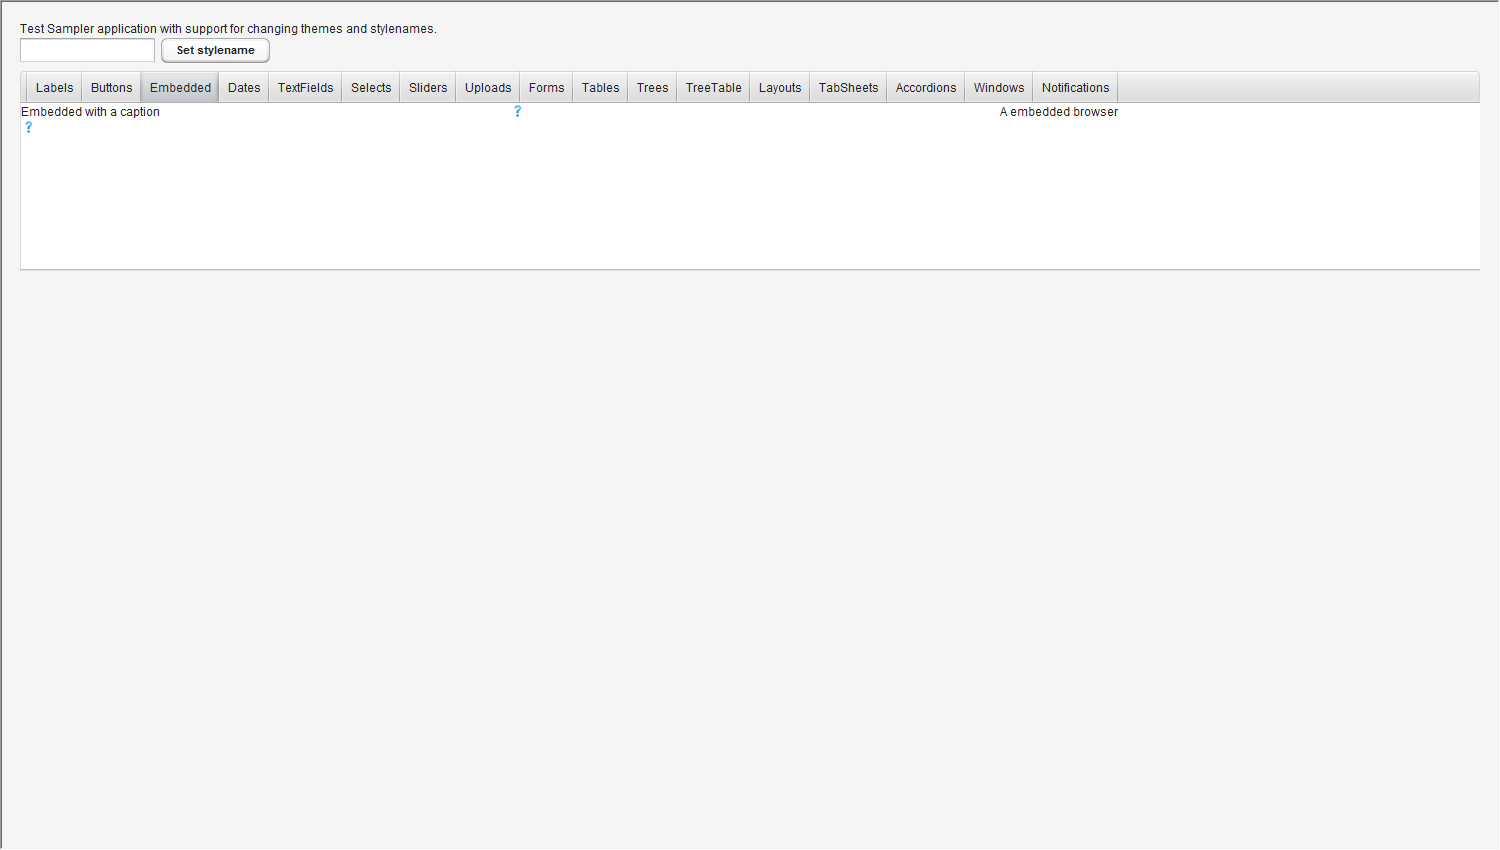 Test Sampler application with support for changing themes and stylenames.
Set stylename
Labels Buttons Embedded Dates TextFields Selects Sliders Uploads Forms Tables Trees TreeTable Layouts TabSheets Accordions Windows Notifications
Embedded with a caption ? A embedded browser
?